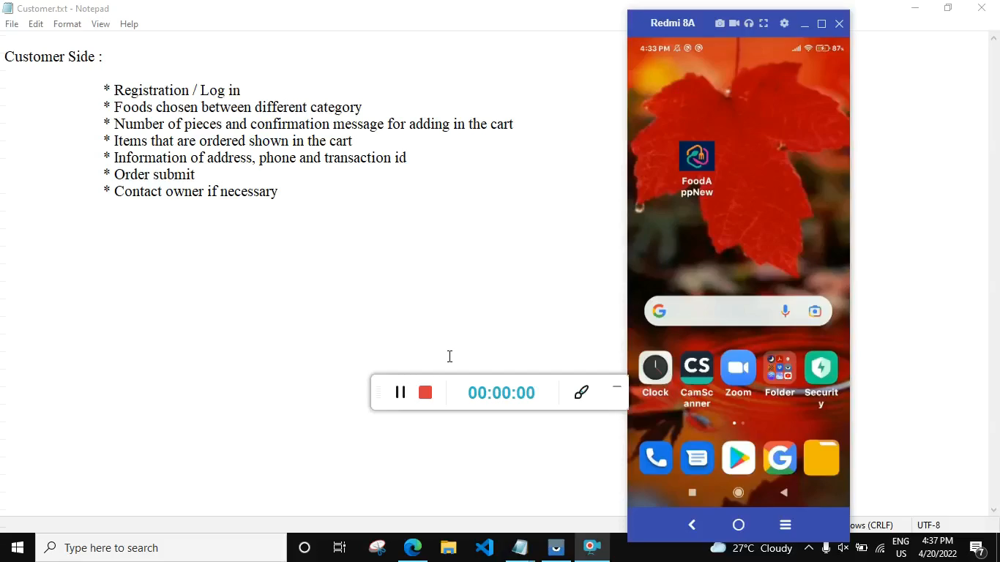 Customer.txt - Notepad
File Edit Format View Help
Customer Side :
* Registration / Log in
* Foods chosen between different category
* Number of pieces and confirmation message for adding in the cart
* Items that are ordered shown in the cart
* Information of address, phone and transaction id
* Order submit
* Contact owner if necessary
00:00:00
Redmi 8A
4:33 PM
87%
FoodA
ppNew
Clock
CamSc
anner
Zoom
Folder
Securit
y
ows (CRLF)
UTF-8
Type here to search
27°C Cloudy
ENG
US
4:37 PM
4/20/2022
7
CS